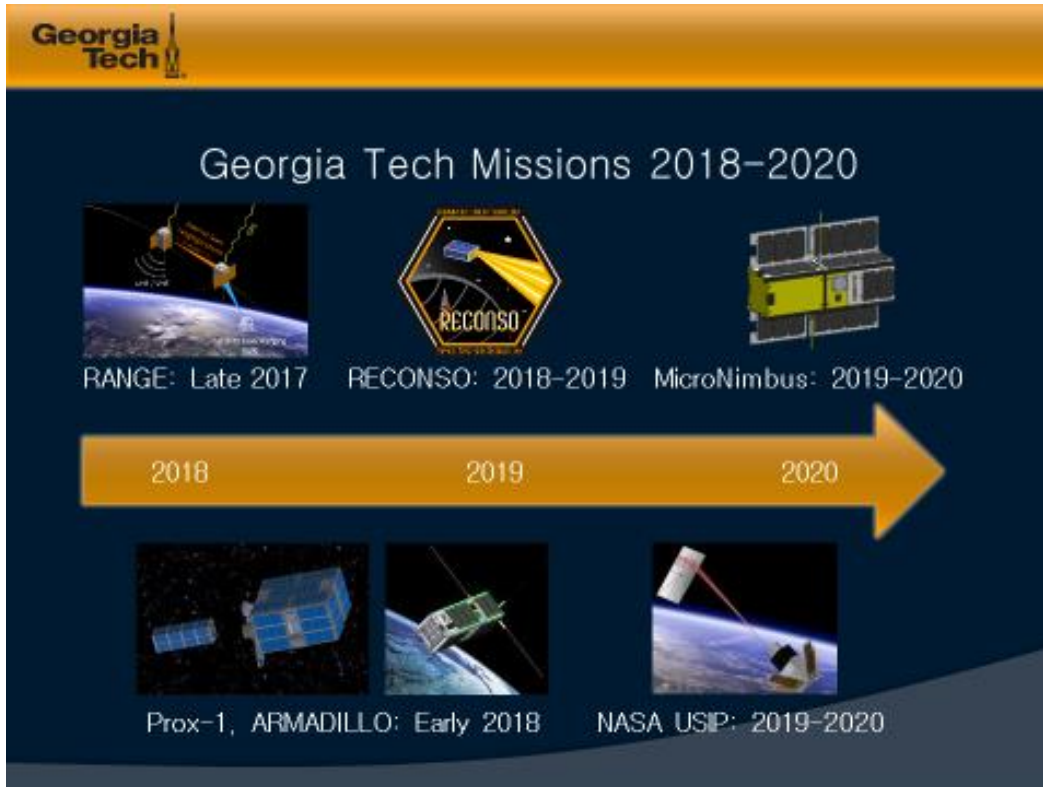 Georgia
Tech
Georgia Tech Missions 2018-2020
RECONSO
RANGE: Late 2017
RECONSO: 2018-2019
MicroNimbus: 2019-2020
2018
2019
2020
Prox-1, ARMADILLO: Early 2018
NASA USIP: 2019-2020